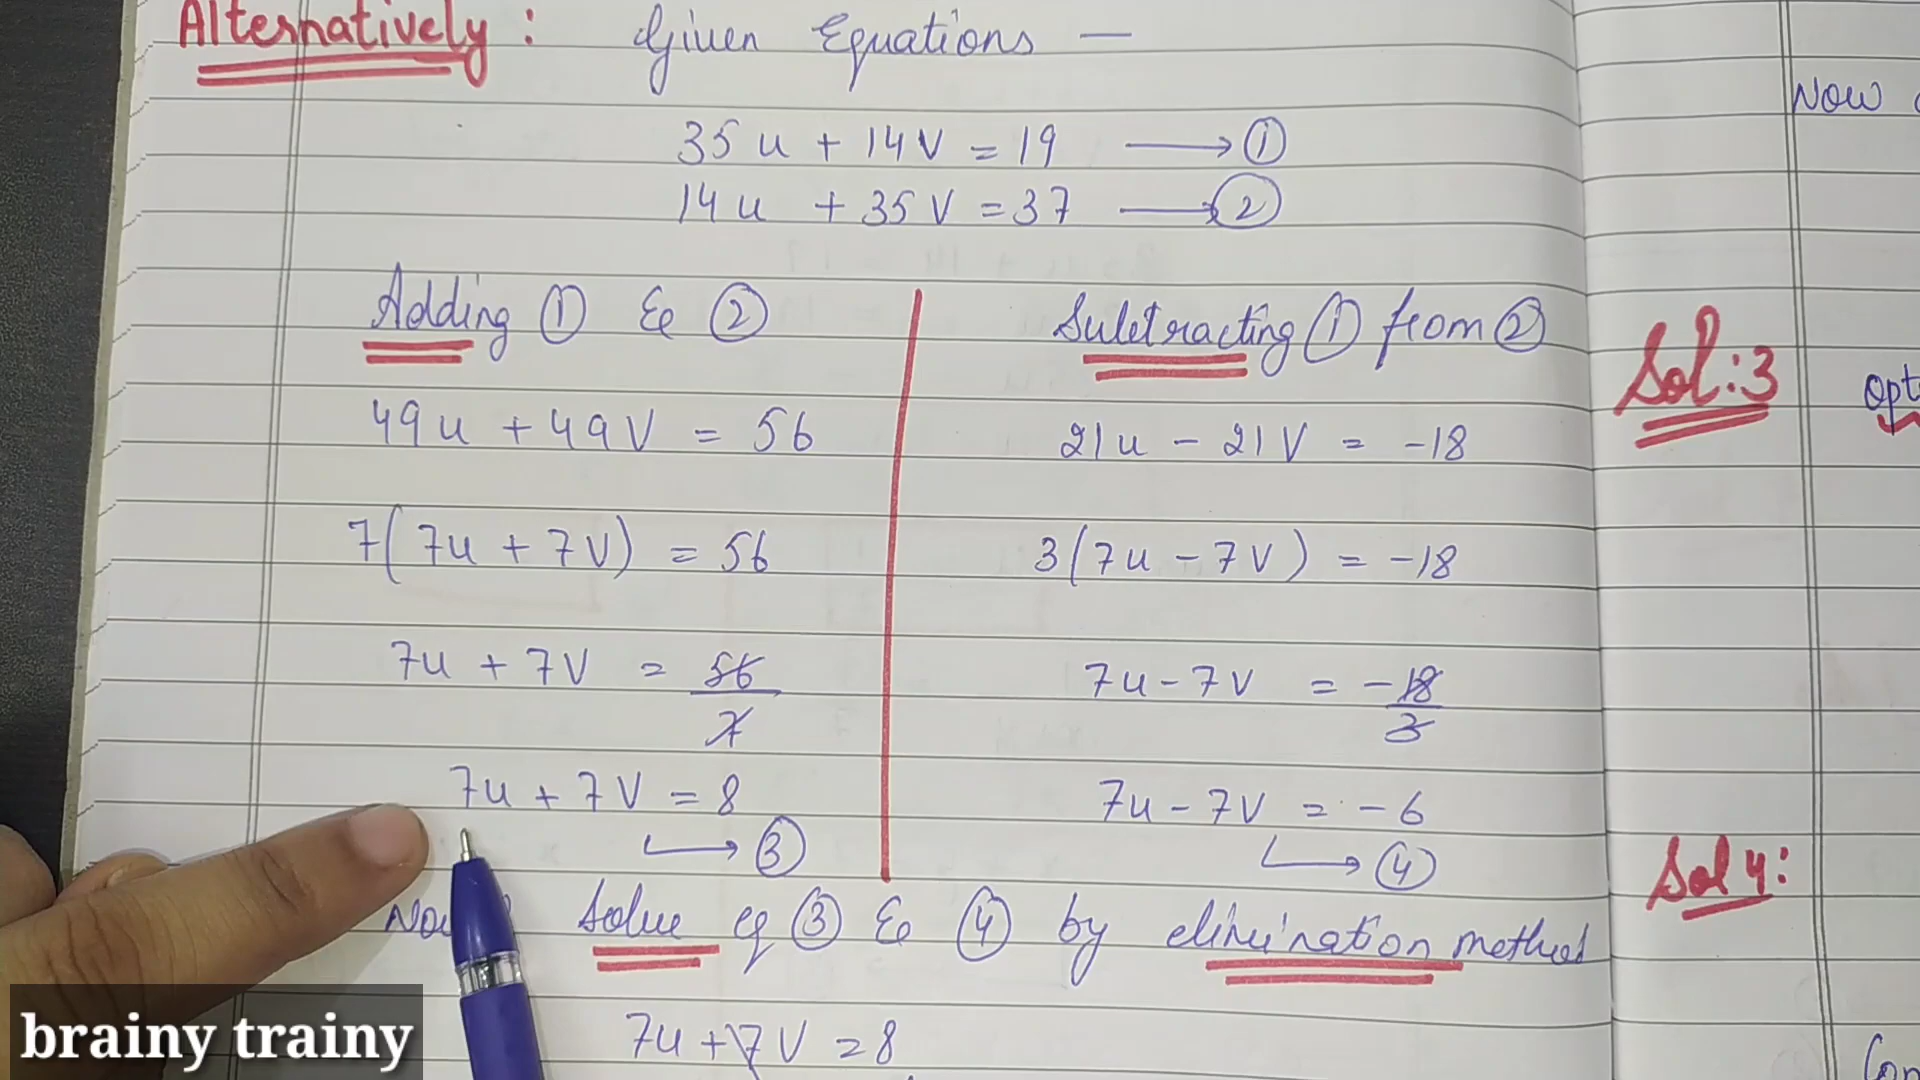 Alternatively : Given Equations —
35u + 14v = 19 → ①
14u + 35v = 37 → ②
Adding ① & ②
49u + 49v = 56
7(7u + 7v) = 56
7u + 7v = 56/7
7u + 7v = 8
→ ③
Subtracting ① from ②
21u - 21v = -18
3(7u - 7v) = -18
7u - 7v = -18/3
7u - 7v = -6
→ ④
Solve eq ③ & ④ by elimination method
7u + 7v = 8
Now
Sol:3
Sol 4:
brainy trainy